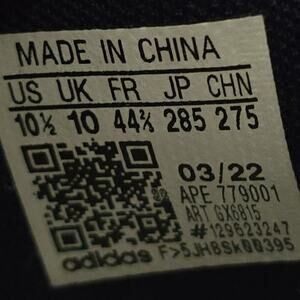 MADE IN CHINA
US UK FR JP CHN
10½ 10 44⅔ 285 275
03/22
APE 779001
ART GX6815
#129623247
adidas F>5JH8Sk00395